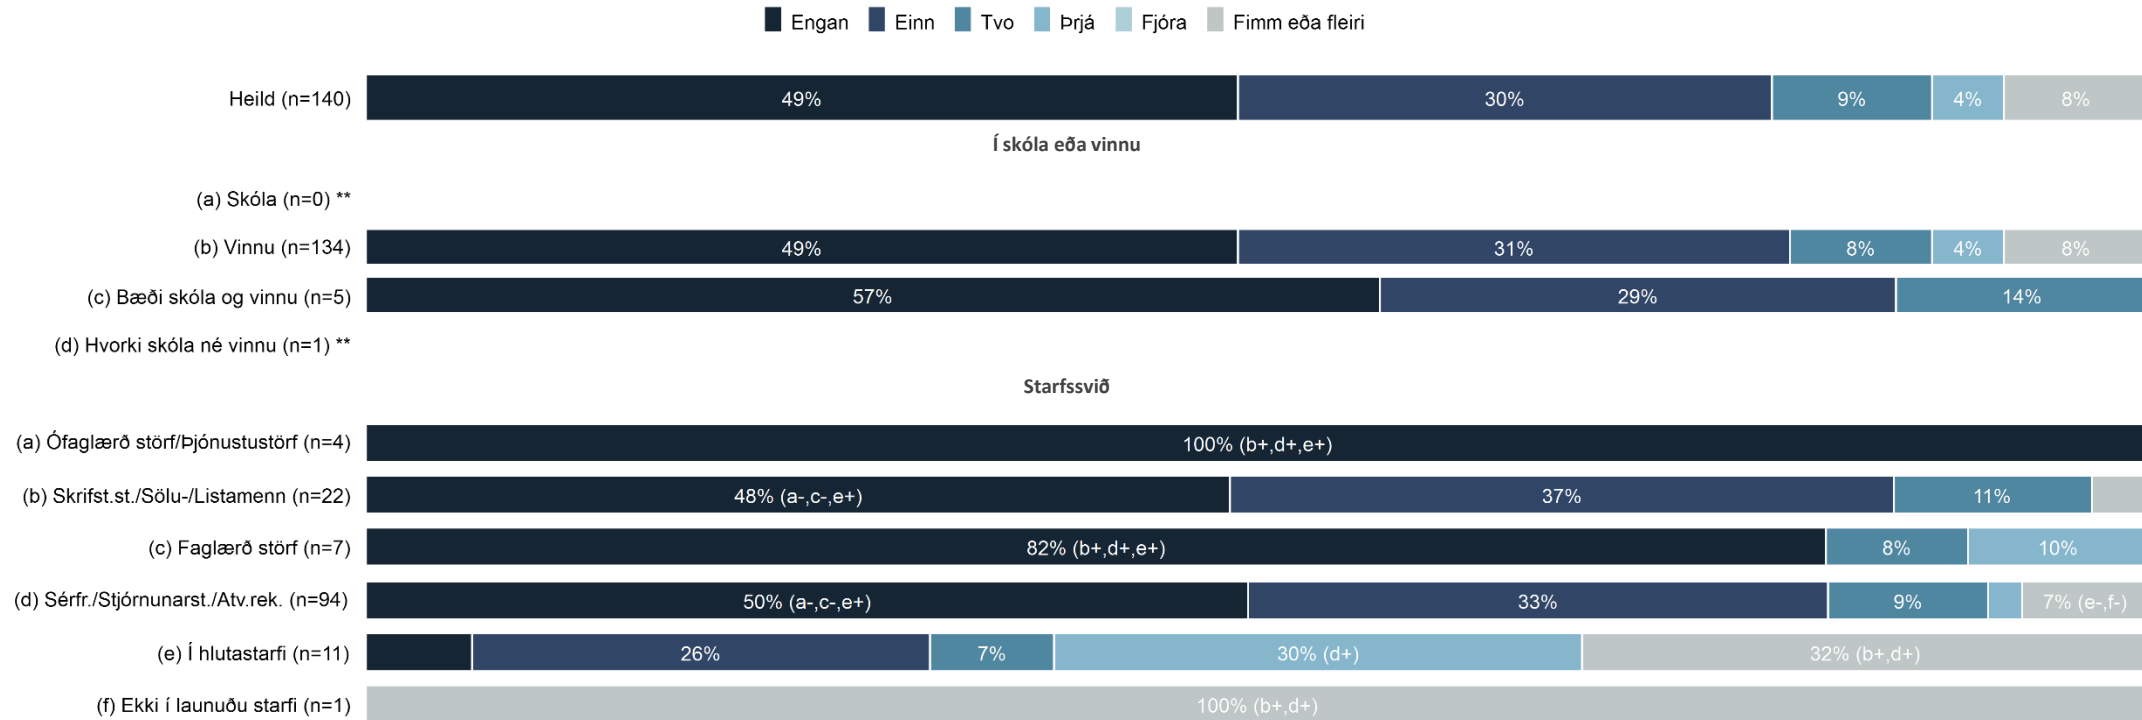 Engan Einn Tvo Þrjá Fjóra Fimm eða fleiri
Heild (n=140) 49% 30% 9% 4% 8%
Í skóla eða vinnu
(a) Skóla (n=0) **
(b) Vinnu (n=134) 49% 31% 8% 4% 8%
(c) Bæði skóla og vinnu (n=5) 57% 29% 14%
(d) Hvorki skóla né vinnu (n=1) **
Starfssvið
(a) Ófaglærð störf/Þjónustustörf (n=4) 100% (b+,d+,e+)
(b) Skrifst.st./Sölu-/Listamenn (n=22) 48% (a-,c-,e+) 37% 11%
(c) Faglærð störf (n=7) 82% (b+,d+,e+) 8% 10%
(d) Sérfr./Stjórnunarst./Atv.rek. (n=94) 50% (a-,c-,e+) 33% 9% 7% (e-,f-)
(e) Í hlutastarfi (n=11) 26% 7% 30% (d+) 32% (b+,d+)
(f) Ekki í launuðu starfi (n=1) 100% (b+,d+)